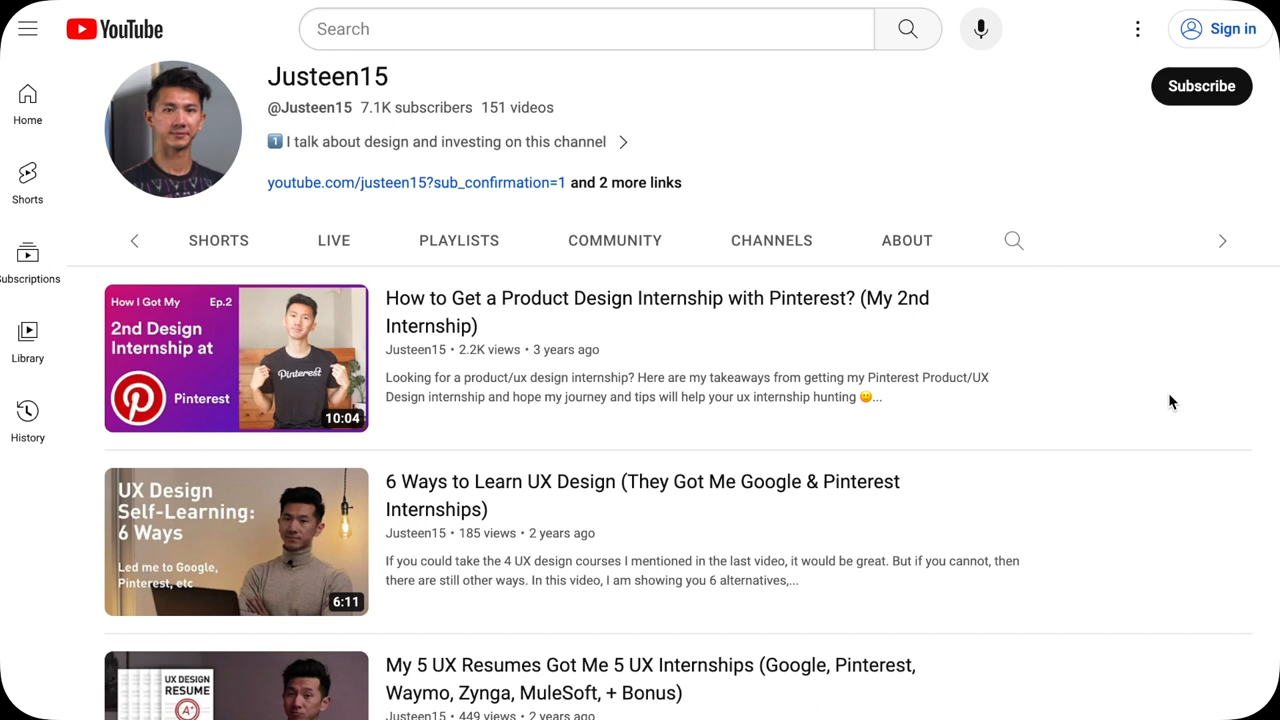 YouTube
Search
Sign in
Home
Shorts
Subscriptions
Library
History
Justeen15
@Justeen15 7.1K subscribers 151 videos
1 I talk about design and investing on this channel
youtube.com/justeen15?sub_confirmation=1 and 2 more links
Subscribe
SHORTS LIVE PLAYLISTS COMMUNITY CHANNELS ABOUT
How I Got My Ep.2
2nd Design
Internship at
Pinterest
Pinterest
10:04
How to Get a Product Design Internship with Pinterest? (My 2nd
Internship)
Justeen15 • 2.2K views • 3 years ago
Looking for a product/ux design internship? Here are my takeaways from getting my Pinterest Product/UX
Design internship and hope my journey and tips will help your ux internship hunting 🙂...
UX Design
Self-Learning:
6 Ways
Led me to Google,
Pinterest, etc
6:11
6 Ways to Learn UX Design (They Got Me Google & Pinterest
Internships)
Justeen15 • 185 views • 2 years ago
If you could take the 4 UX design courses I mentioned in the last video, it would be great. But if you cannot, then
there are still other ways. In this video, I am showing you 6 alternatives,...
UX DESIGN
RESUME
A+
My 5 UX Resumes Got Me 5 UX Internships (Google, Pinterest,
Waymo, Zynga, MuleSoft, + Bonus)
Justeen15 • 449 views • 2 years ago